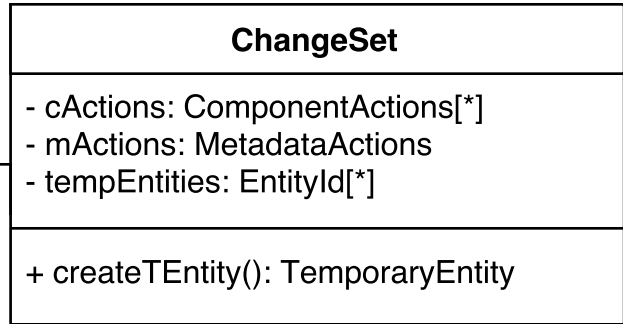 ChangeSet
- cActions: ComponentActions[*]
- mActions: MetadataActions
- tempEntities: EntityId[*]
+ createTEntity(): TemporaryEntity